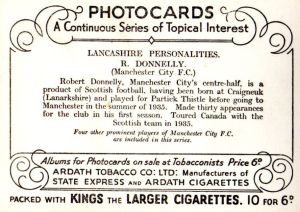 PHOTOCARDS
A Continuous Series of Topical Interest
LANCASHIRE PERSONALITIES.
R. DONNELLY.
(Manchester City F.C.)
Robert Donnelly, Manchester City's centre-half, is a
product of Scottish football, having been born at Craigneuk
(Lanarkshire) and played for Partick Thistle before going to
Manchester in the summer of 1935. Made thirty appearances
for the club in his first season. Toured Canada with the
Scottish team in 1935.
Four other prominent players of Manchester City F.C.
are included in this series.
Albums for Photocards on sale at Tobacconists Price 6ᴰ
ARDATH TOBACCO CO! LTD: Manufacturers of
STATE EXPRESS AND ARDATH CIGARETTES
PACKED WITH KINGS THE LARGER CIGARETTES. 10 FOR 6ᴰ